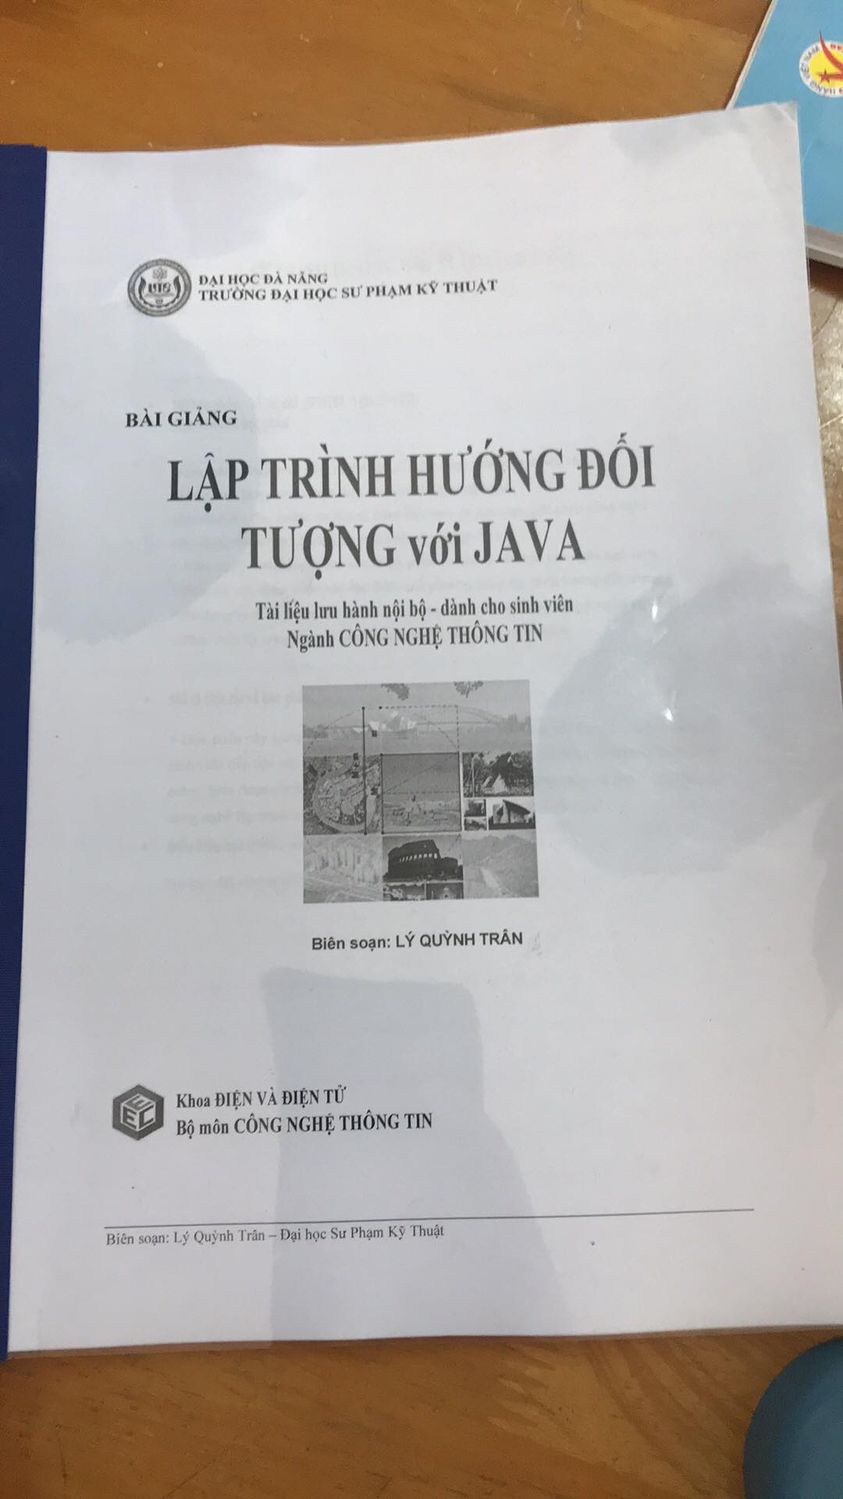 ĐẠI HỌC ĐÀ NẴNG
TRƯỜNG ĐẠI HỌC SƯ PHẠM KỸ THUẬT
BÀI GIẢNG
LẬP TRÌNH HƯỚNG ĐỐI
TƯỢNG với JAVA
Tài liệu lưu hành nội bộ - dành cho sinh viên
Ngành CÔNG NGHỆ THÔNG TIN
Biên soạn: LÝ QUỲNH TRÂN
Khoa ĐIỆN VÀ ĐIỆN TỬ
Bộ môn CÔNG NGHỆ THÔNG TIN
Biên soạn: Lý Quỳnh Trân – Đại học Sư Phạm Kỹ Thuật